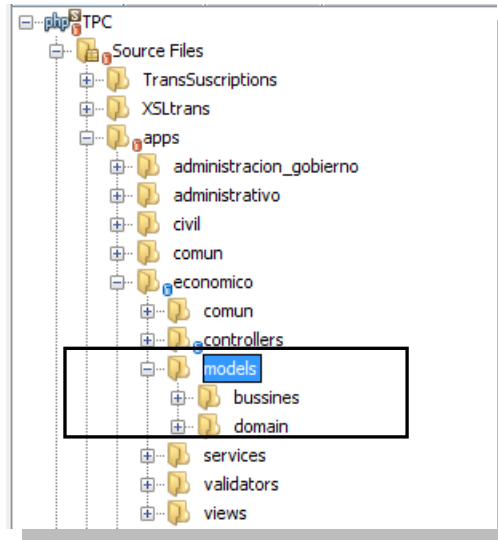 php TPC
Source Files
TransSuscriptions
XSLtrans
apps
administracion_gobierno
administrativo
civil
comun
economico
comun
controllers
models
bussines
domain
services
validators
views